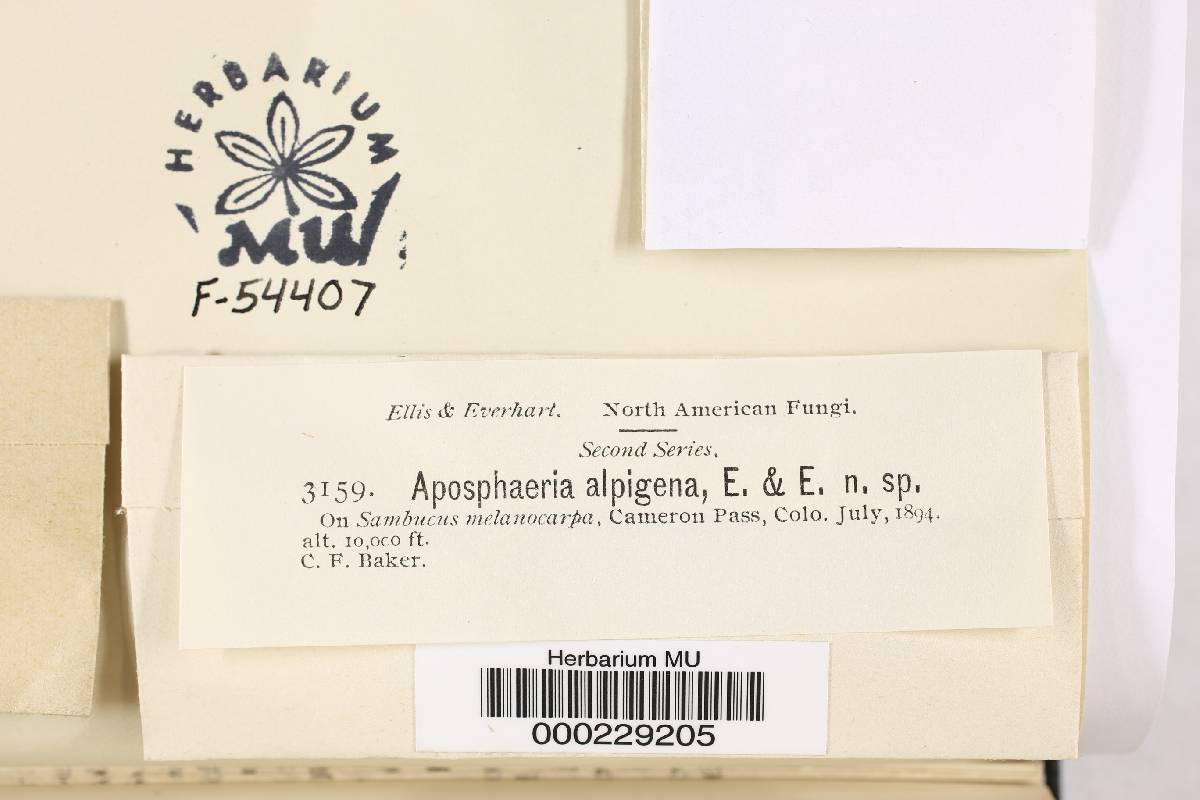 HERBARIUM
MU
F-54407
Ellis & Everhart. North American Fungi.
Second Series.
3159. Aposphaeria alpigena, E. & E. n. sp.
On Sambucus melanocarpa, Cameron Pass, Colo. July, 1894.
alt. 10,000 ft.
C. F. Baker.
Herbarium MU
000229205